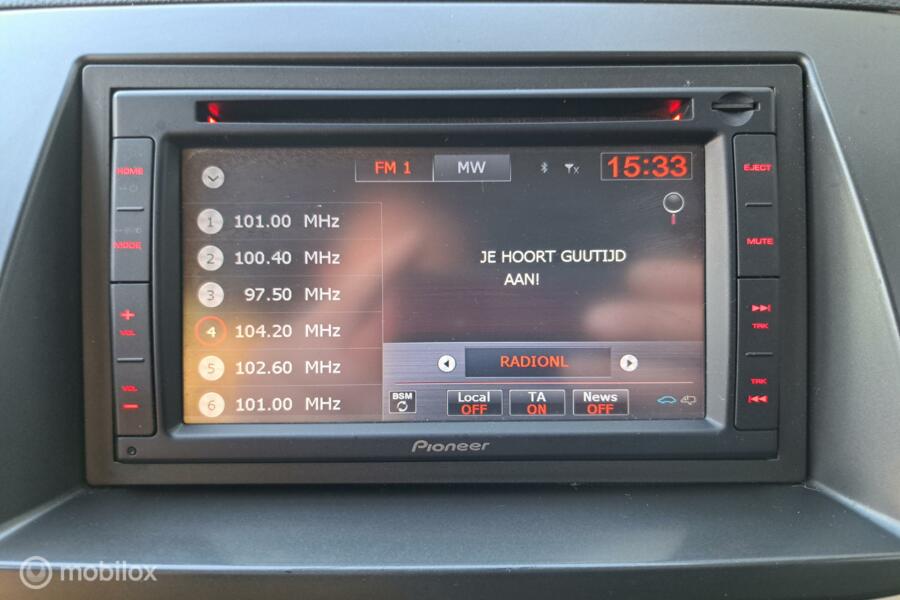 HOME
MODE
VOL
VOL
FM 1
MW
15:33
1 101.00 MHz
2 100.40 MHz
3 97.50 MHz
4 104.20 MHz
5 102.60 MHz
6 101.00 MHz
JE HOORT GUUTIJD
AAN!
RADIONL
BSM
Local
OFF
TA
ON
News
OFF
EJECT
MUTE
TRK
TRK
Pioneer
mobilox